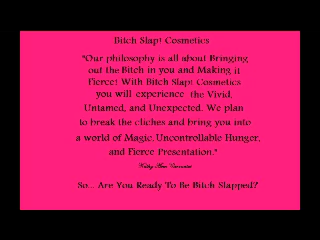 Bitch Slap! Cosmetics
"Our philosophy is all about Bringing
out the Bitch in you and Making it
Fierce! With Bitch Slap! Cosmetics
you will experience the Vivid,
Untamed, and Unexpected. We plan
to break the cliches and bring you into
a world of Magic, Uncontrollable Hunger,
and Fierce Presentation."
So... Are You Ready To Be Bitch Slapped?